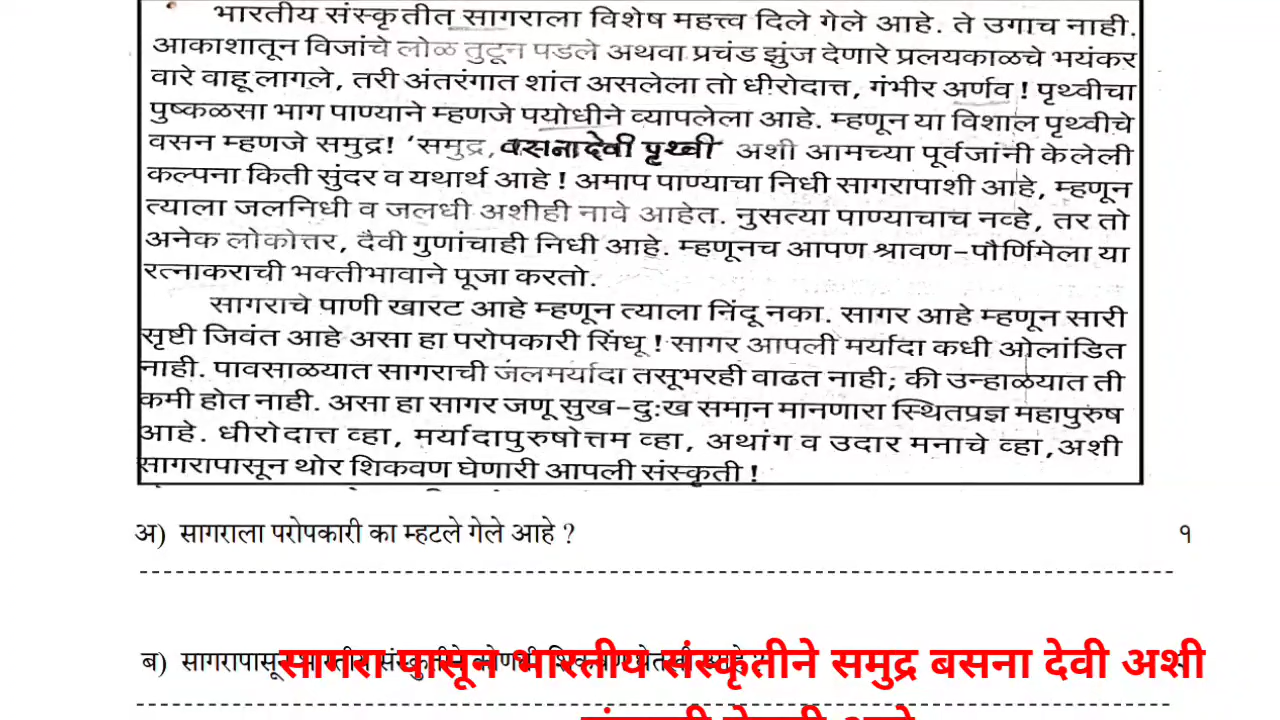 भारतीय संस्कृतीत सागराला विशेष महत्त्व दिले गेले आहे. ते उगाच नाही.
आकाशातून विजांचे लोळ तुटून पडले अथवा प्रचंड झुंज देणारे प्रलयकाळचे भयंकर
वारे वाहू लागले, तरी अंतरंगात शांत असलेला तो धीरोदात्त, गंभीर अर्णव ! पृथ्वीचा
पुष्कळसा भाग पाण्याने म्हणजे पयोधीने व्यापलेला आहे. म्हणून या विशाल पृथ्वीचे
वसन म्हणजे समुद्र! 'समुद्र, वसनादेवी पृथ्वी' अशी आमच्या पूर्वजांनी केलेली
कल्पना किती सुंदर व यथार्थ आहे ! अमाप पाण्याचा निधी सागरापाशी आहे, म्हणून
त्याला जलनिधी व जलधी अशीही नावे आहेत. नुसत्या पाण्याचाच नव्हे, तर तो
अनेक लोकोत्तर, दैवी गुणांचाही निधी आहे. म्हणूनच आपण श्रावण-पौर्णिमेला या
रत्नाकराची भक्तीभावाने पूजा करतो.
सागराचे पाणी खारट आहे म्हणून त्याला निंदू नका. सागर आहे म्हणून सारी
सृष्टी जिवंत आहे असा हा परोपकारी सिंधू ! सागर आपली मर्यादा कधी ओलांडित
नाही. पावसाळयात सागराची जलमर्यादा तसूभरही वाढत नाही; की उन्हाळयात ती
कमी होत नाही. असा हा सागर जणू सुख-दुःख समान मानणारा स्थितप्रज्ञ महापुरुष
आहे. धीरोदात्त व्हा, मर्यादापुरुषोत्तम व्हा, अथांग व उदार मनाचे व्हा, अशी
सागरापासून थोर शिकवण घेणारी आपली संस्कृती !
अ) सागराला परोपकारी का म्हटले गेले आहे ? १
ब) सागरापासून भारतीय संस्कृतीने
सागरा पासून भारतीय संस्कृतीने समुद्र बसना देवी अशी